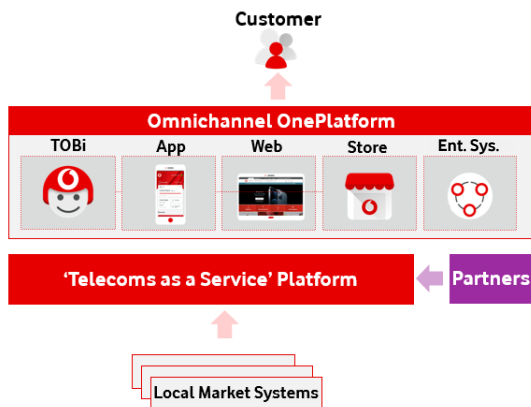 Customer
Omnichannel OnePlatform
TOBi App Web Store Ent. Sys.
‘Telecoms as a Service’ Platform
Partners
Local Market Systems